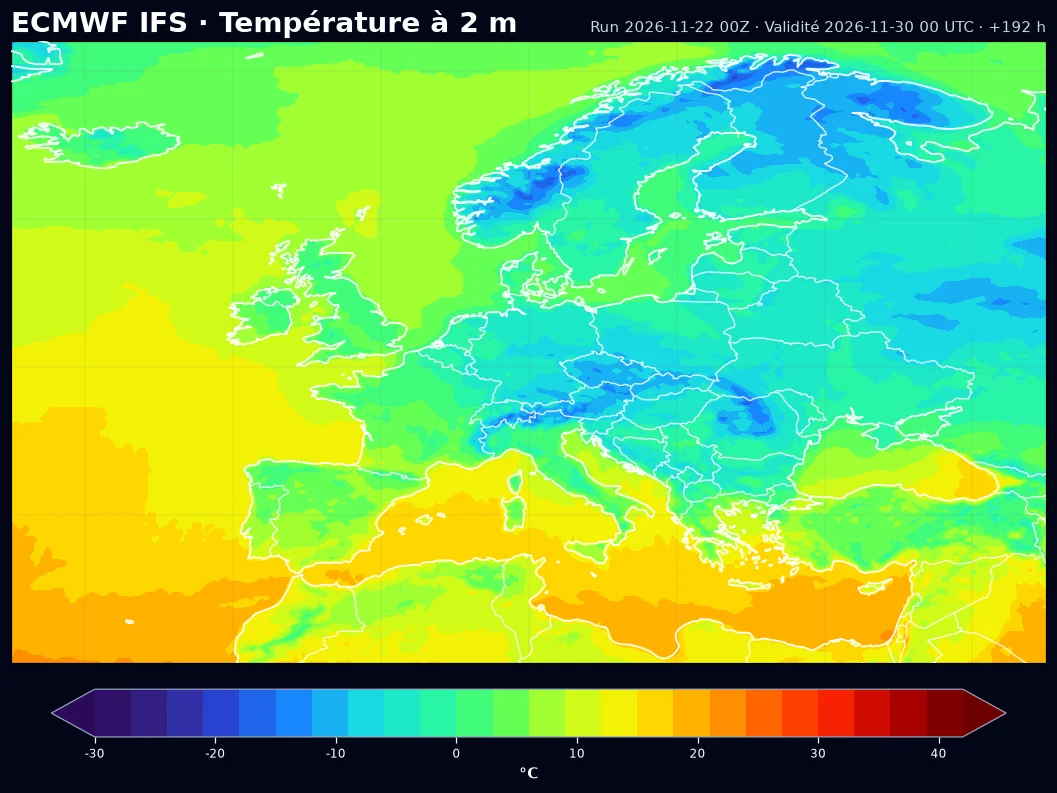 ECMWF IFS · Température à 2 m
Run 2026-11-22 00Z · Validité 2026-11-30 00 UTC · +192 h
-30 -20 -10 0 10 20 30 40
°C